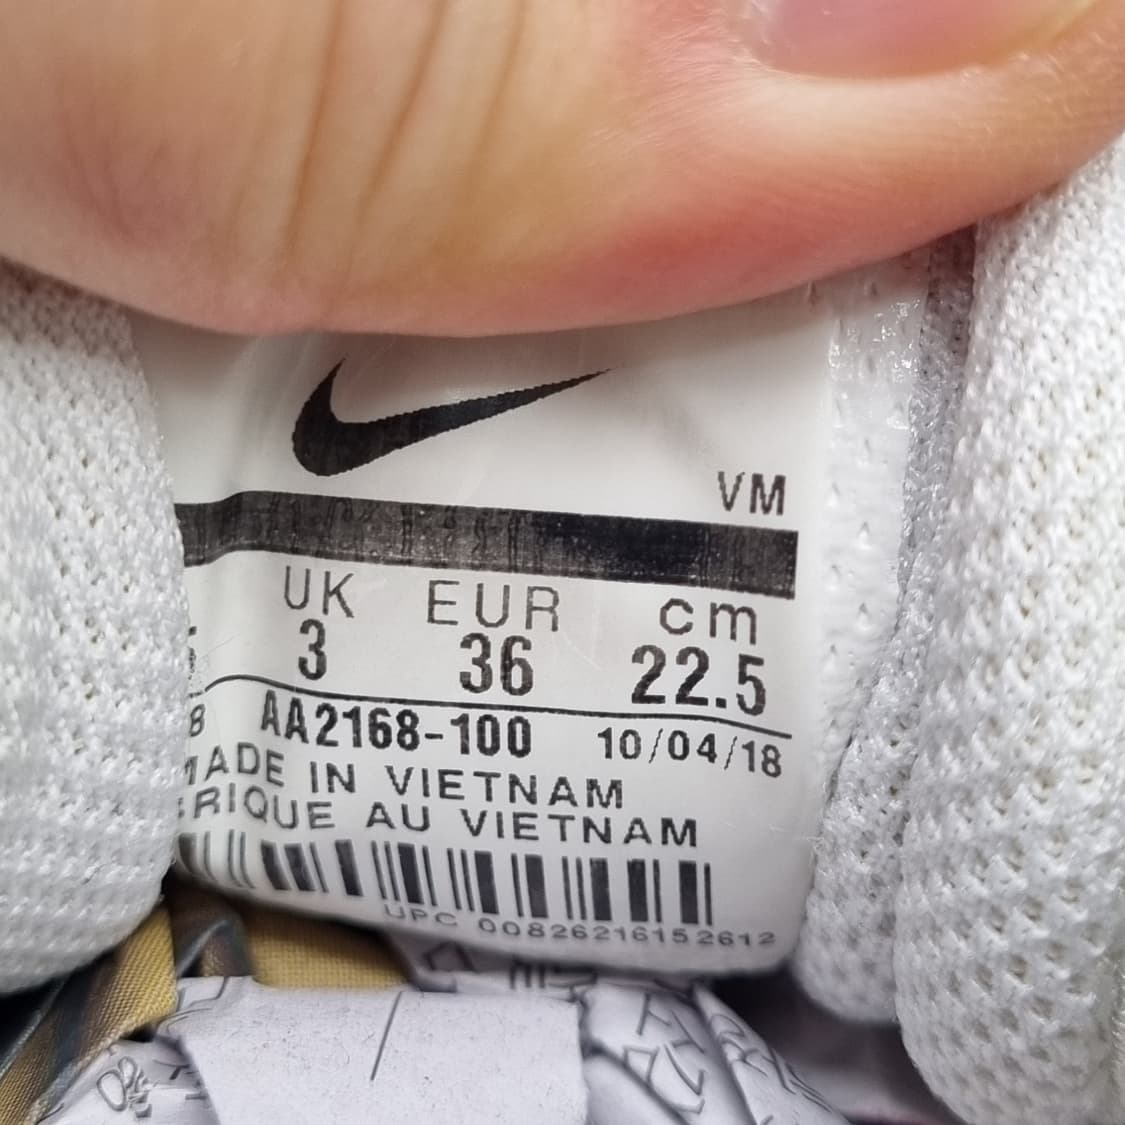 VM
UK EUR cm
3 36 22.5
AA2168-100 10/04/18
MADE IN VIETNAM
RIQUE AU VIETNAM
UPC 00826216152612